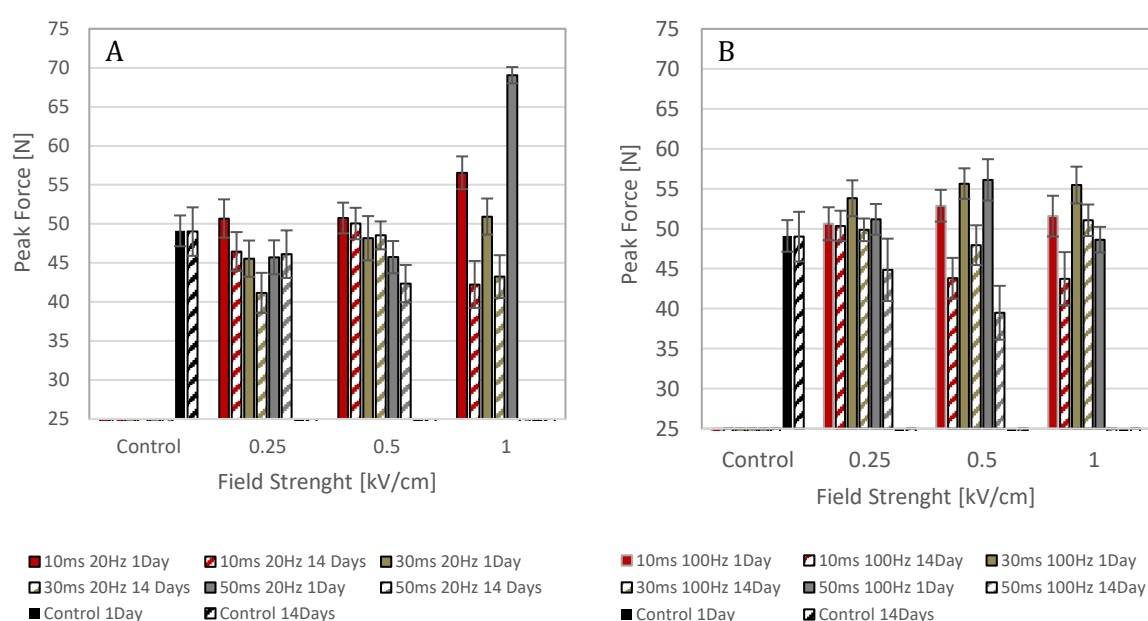 A
Peak Force [N]
75
70
65
60
55
50
45
40
35
30
25
Control 0.25 0.5 1
Field Strenght [kV/cm]
10ms 20Hz 1Day 10ms 20Hz 14 Days 30ms 20Hz 1Day
30ms 20Hz 14 Days 50ms 20Hz 1Day 50ms 20Hz 14 Days
Control 1Day Control 14Days
B
Peak Force [N]
75
70
65
60
55
50
45
40
35
30
25
Control 0.25 0.5 1
Field Strenght [kV/cm]
10ms 100Hz 1Day 10ms 100Hz 14Day 30ms 100Hz 1Day
30ms 100Hz 14Day 50ms 100Hz 1Day 50ms 100Hz 14Day
Control 1Day Control 14Days